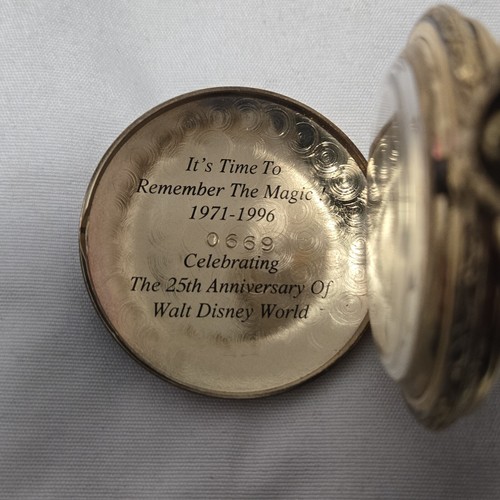 It's Time To
Remember The Magic !
1971-1996
0669
Celebrating
The 25th Anniversary Of
Walt Disney World